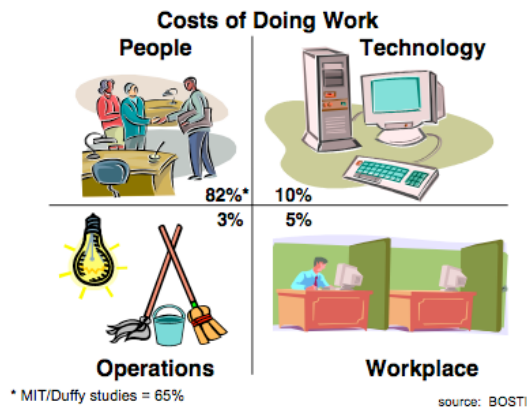 Costs of Doing Work
People
Technology
82%*
10%
3%
5%
Operations
Workplace
* MIT/Duffy studies = 65%
source: BOSTI